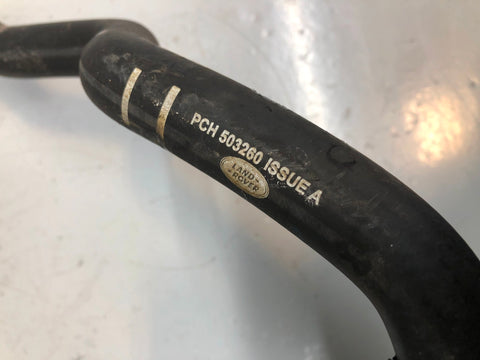 PCH 503260 ISSUE A
LAND-
-ROVER